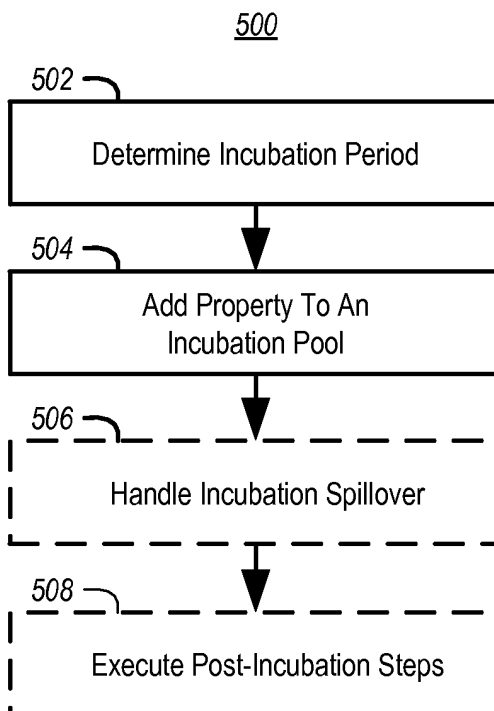 500
502
Determine Incubation Period
504
Add Property To An
Incubation Pool
506
Handle Incubation Spillover
508
Execute Post-Incubation Steps